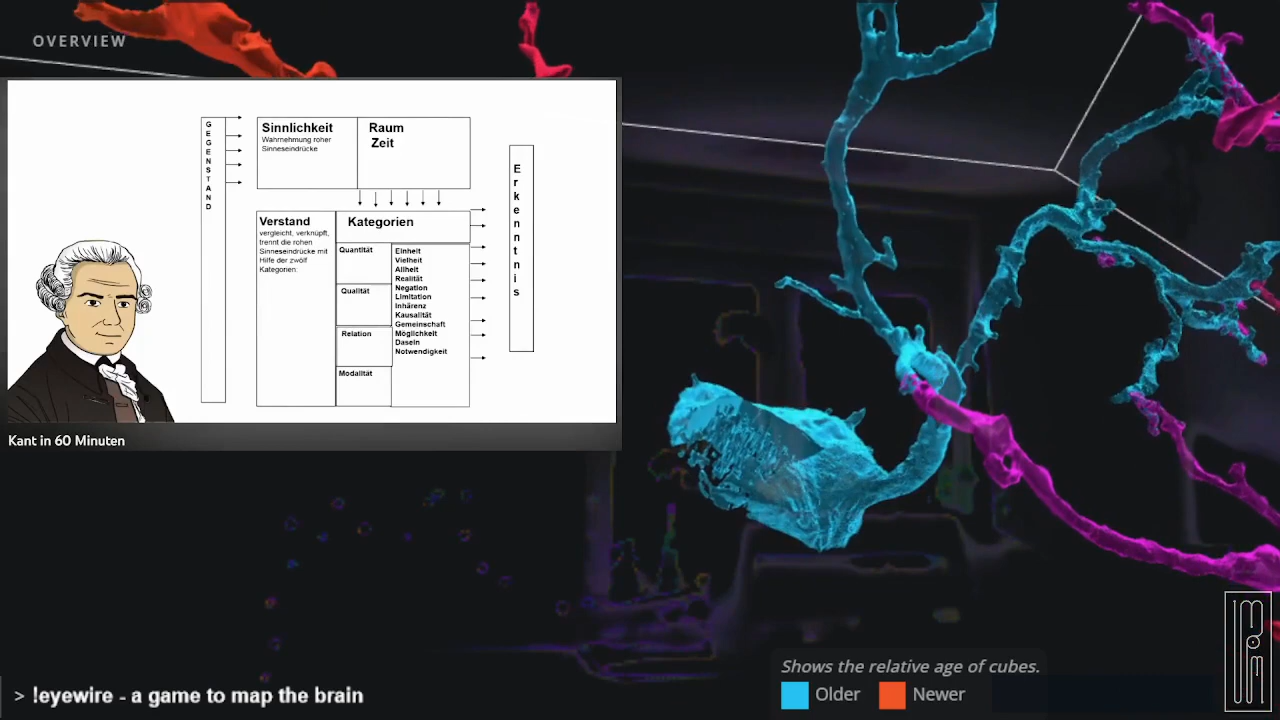 OVERVIEW
GEGENSTAND
Sinnlichkeit
Wahrnehmung roher
Sinneseindrücke
Raum
Zeit
Verstand
vergleicht, verknüpft,
trennt die rohen
Sinneseindrücke mit
Hilfe der zwölf
Kategorien:
Kategorien
Quantität
Qualität
Relation
Modalität
Einheit
Vielheit
Allheit
Realität
Negation
Limitation
Inhärenz
Kausalität
Gemeinschaft
Möglichkeit
Dasein
Notwendigkeit
Erkenntnis
Kant in 60 Minuten
Shows the relative age of cubes.
Older
Newer
> !eyewire - a game to map the brain